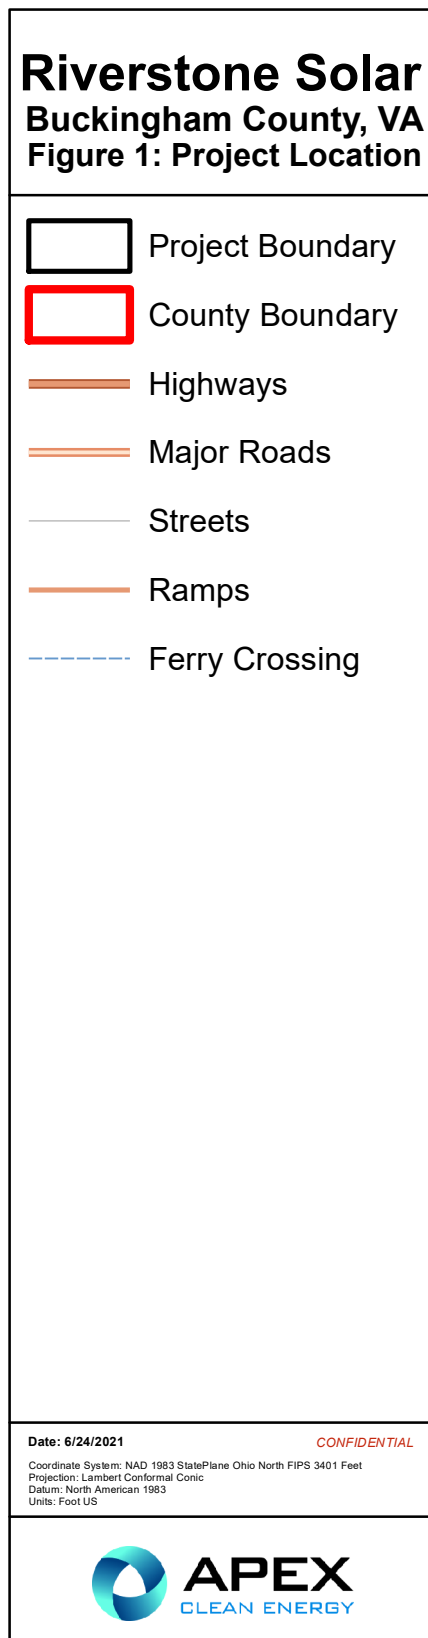 Riverstone Solar
Buckingham County, VA
Figure 1: Project Location
Project Boundary
County Boundary
Highways
Major Roads
Streets
Ramps
Ferry Crossing
Date: 6/24/2021 CONFIDENTIAL
Coordinate System: NAD 1983 StatePlane Ohio North FIPS 3401 Feet
Projection: Lambert Conformal Conic
Datum: North American 1983
Units: Foot US
APEX
CLEAN ENERGY